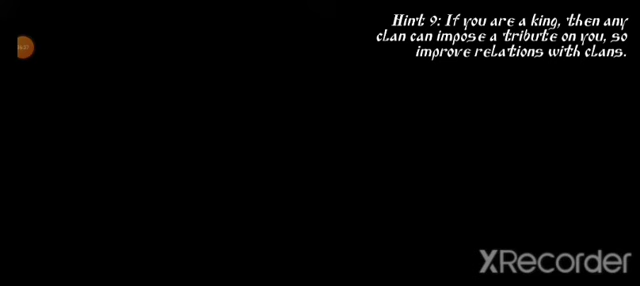 Hint 9: If you are a king, then any
clan can impose a tribute on you, so
improve relations with clans.
XRecorder